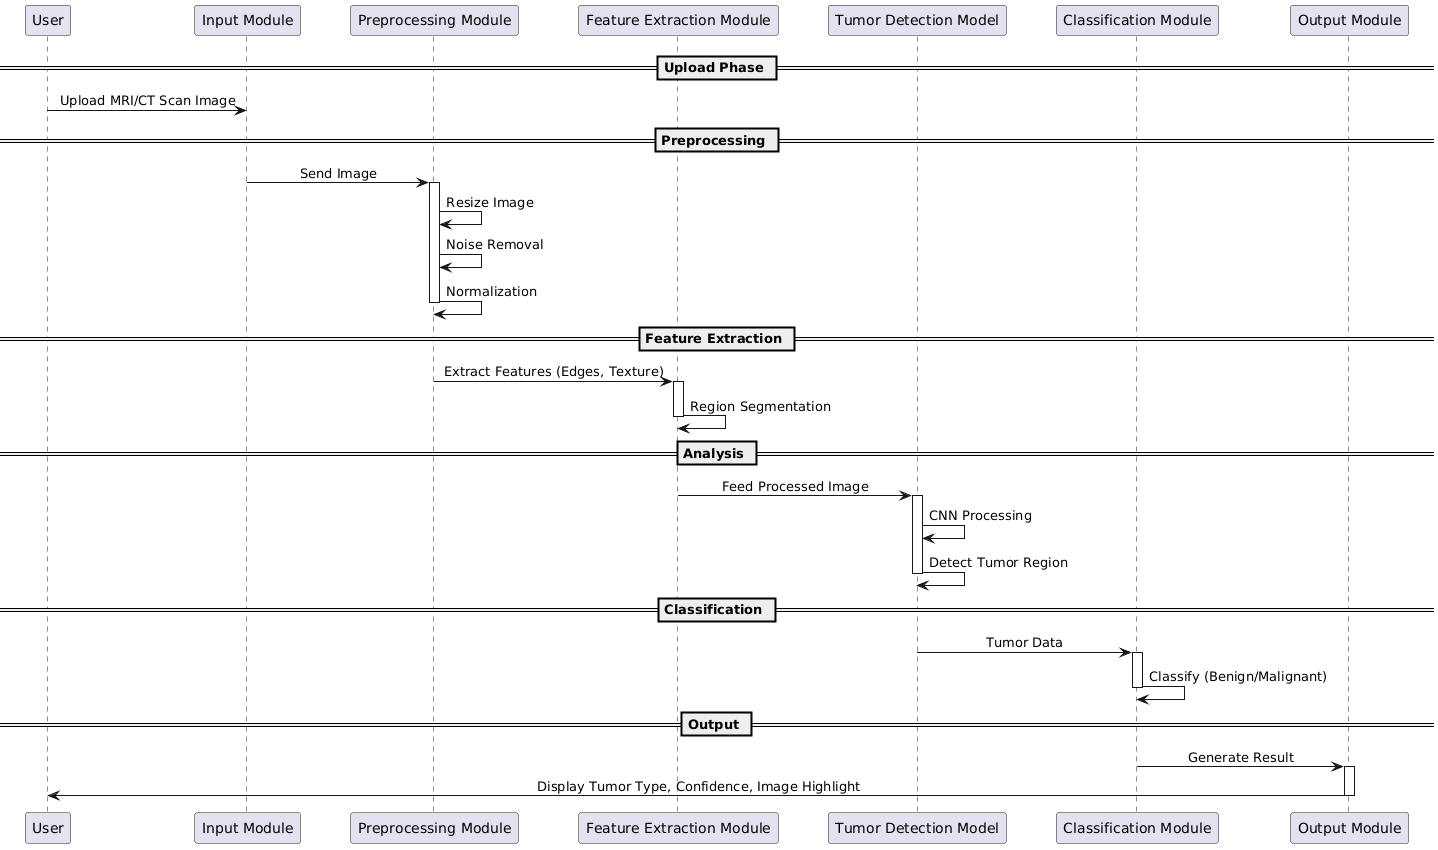 User Input Module Preprocessing Module Feature Extraction Module Tumor Detection Model Classification Module Output Module
Upload Phase
Upload MRI/CT Scan Image
Preprocessing
Send Image
Resize Image
Noise Removal
Normalization
Feature Extraction
Extract Features (Edges, Texture)
Region Segmentation
Analysis
Feed Processed Image
CNN Processing
Detect Tumor Region
Classification
Tumor Data
Classify (Benign/Malignant)
Output
Generate Result
Display Tumor Type, Confidence, Image Highlight
User Input Module Preprocessing Module Feature Extraction Module Tumor Detection Model Classification Module Output Module